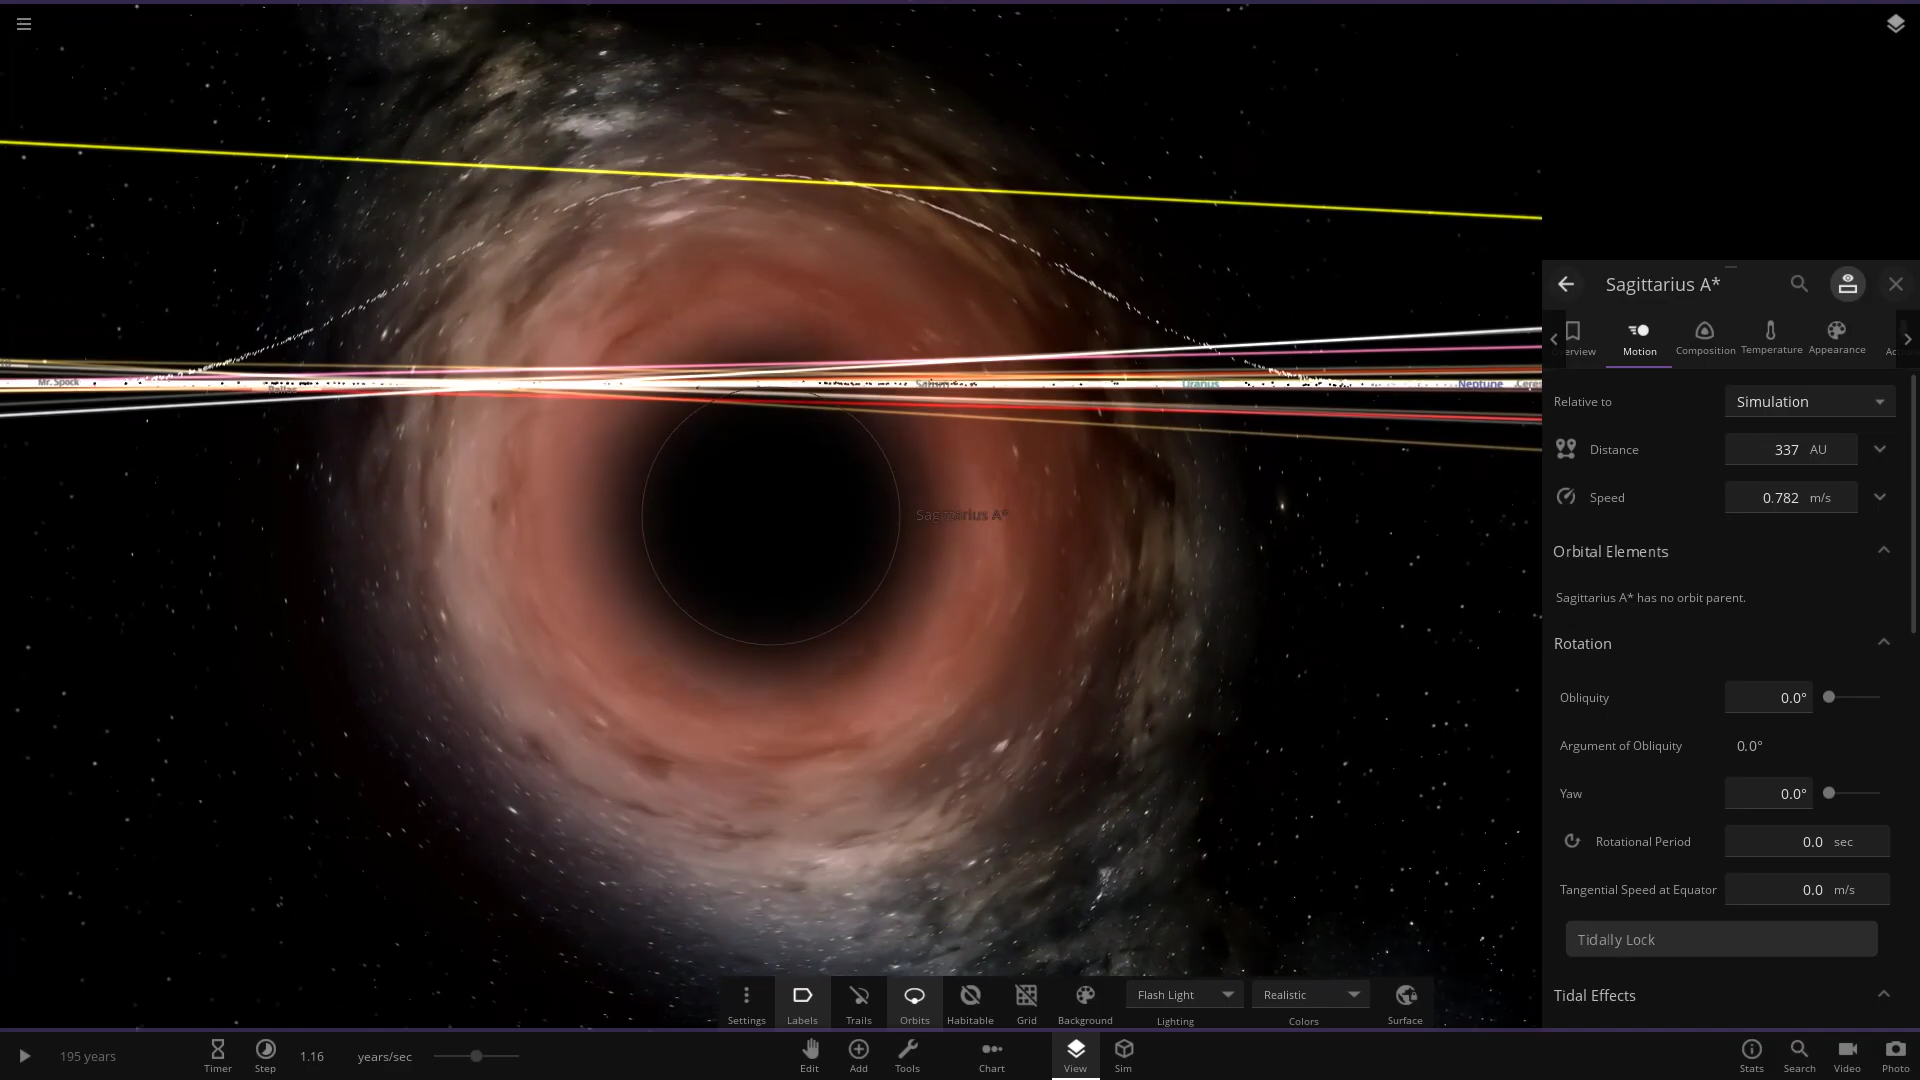 Sagittarius A*
erview
Motion
Composition
Temperature
Appearance
Relative to
Simulation
Mr. Spock
Pallas
Saturn
Uranus
Neptune
Ceres
Distance
337 AU
Speed
0.782 m/s
Sagittarius A*
Orbital Elements
Sagittarius A* has no orbit parent.
Rotation
Obliquity
0.0°
Argument of Obliquity
0.0°
Yaw
0.0°
Rotational Period
0.0 sec
Tangential Speed at Equator
0.0 m/s
Tidally Lock
Tidal Effects
Flash Light
Realistic
Settings
Labels
Trails
Orbits
Habitable
Grid
Background
Lighting
Colors
Surface
195 years
Timer
Step
1.16 years/sec
Edit
Add
Tools
Chart
View
Sim
Stats
Search
Video
Photo